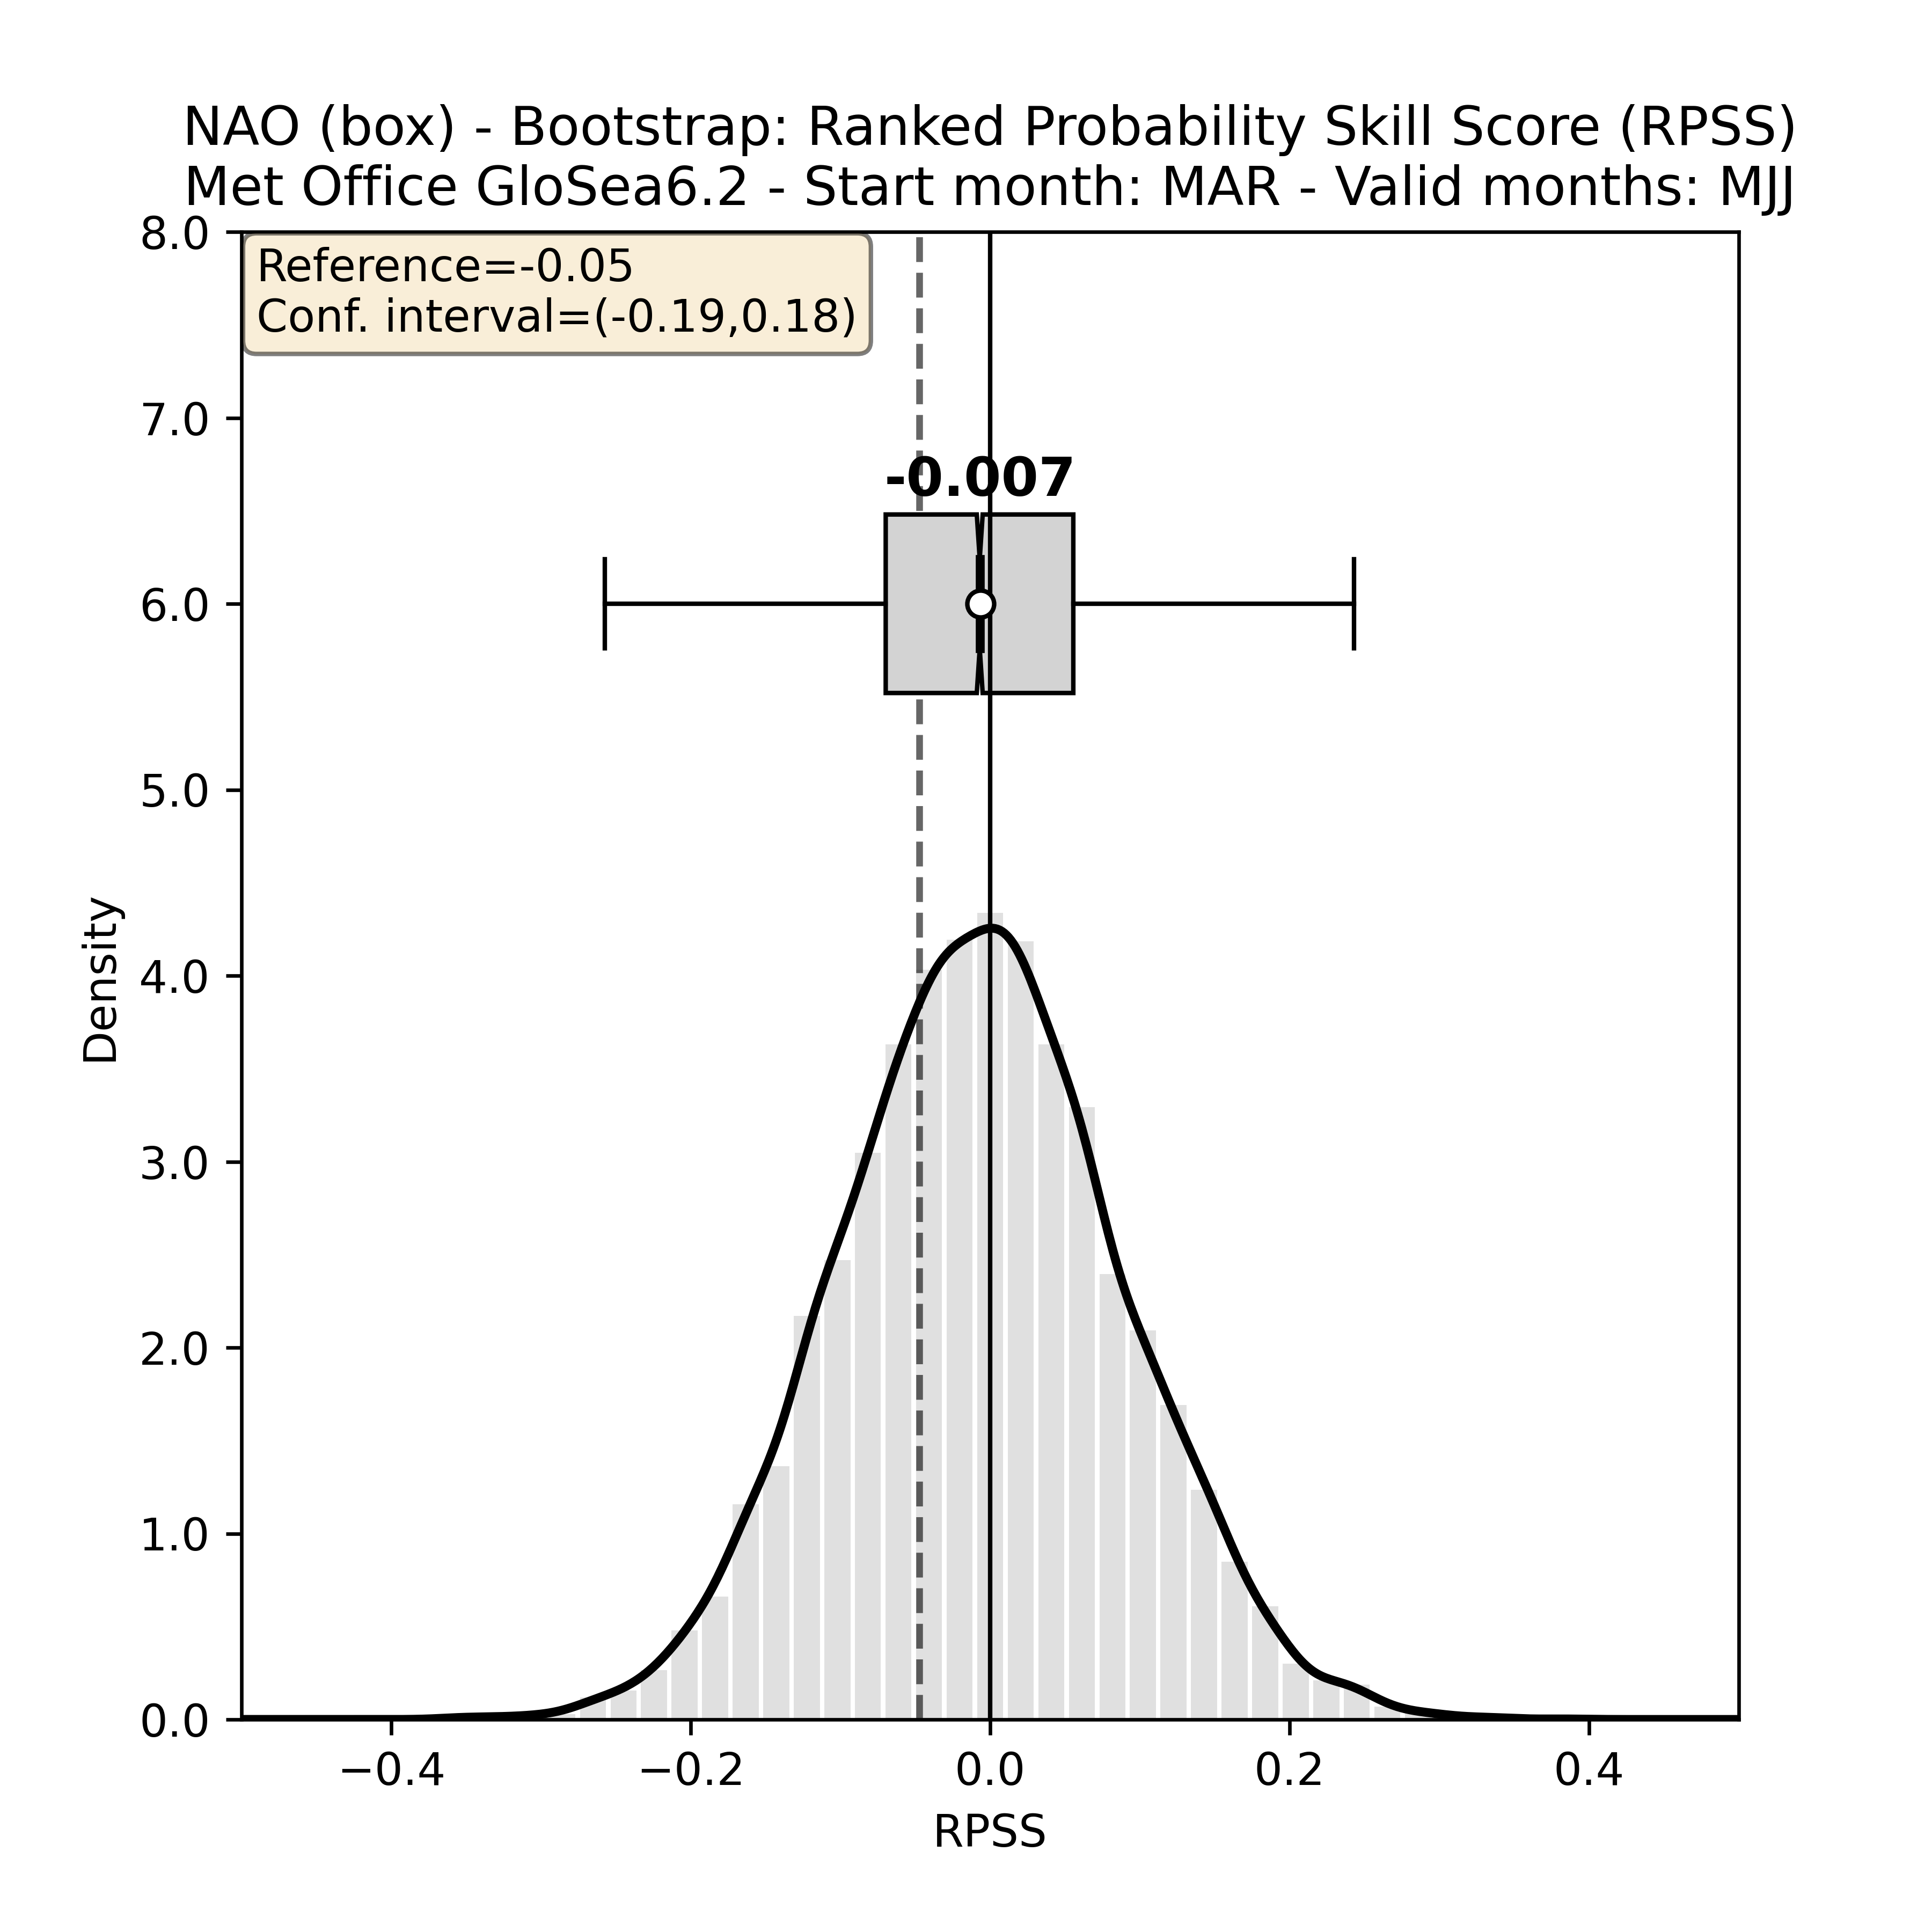 NAO (box) - Bootstrap: Ranked Probability Skill Score (RPSS)
Met Office GloSea6.2 - Start month: MAR - Valid months: MJJ
8.0
Reference=-0.05
Conf. interval=(-0.19,0.18)
7.0
-0.007
6.0
5.0
Density
4.0
3.0
2.0
1.0
0.0
−0.4 −0.2 0.0 0.2 0.4
RPSS